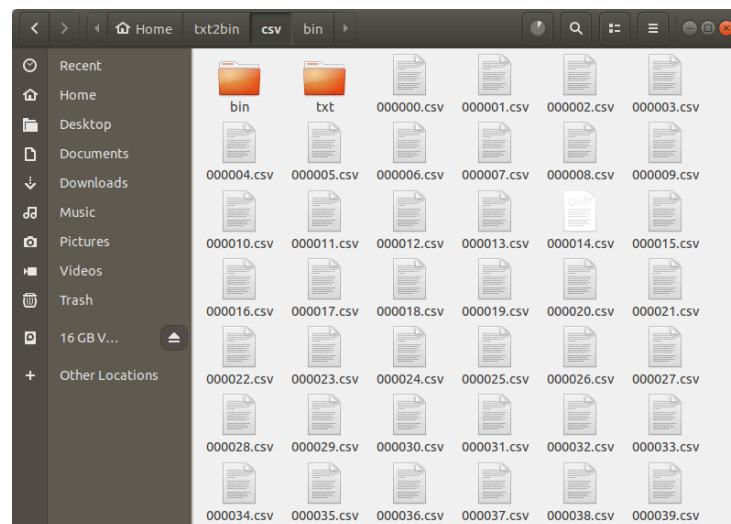 Home txt2bin csv bin
Recent
Home
Desktop
Documents
Downloads
Music
Pictures
Videos
Trash
16 GB V...
Other Locations
bin txt 000000.csv 000001.csv 000002.csv 000003.csv
000004.csv 000005.csv 000006.csv 000007.csv 000008.csv 000009.csv
000010.csv 000011.csv 000012.csv 000013.csv 000014.csv 000015.csv
000016.csv 000017.csv 000018.csv 000019.csv 000020.csv 000021.csv
000022.csv 000023.csv 000024.csv 000025.csv 000026.csv 000027.csv
000028.csv 000029.csv 000030.csv 000031.csv 000032.csv 000033.csv
000034.csv 000035.csv 000036.csv 000037.csv 000038.csv 000039.csv